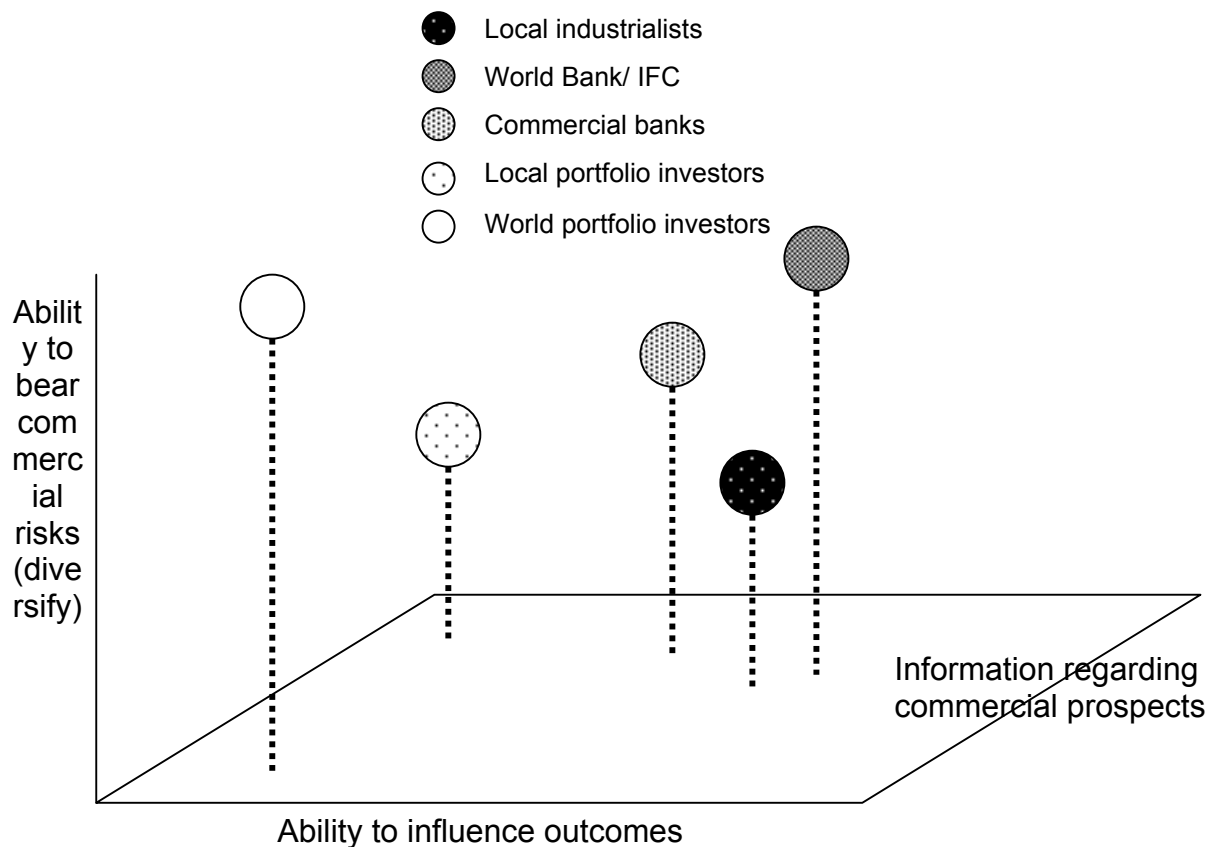 Local industrialists
World Bank/ IFC
Commercial banks
Local portfolio investors
World portfolio investors
Abilit
y to
bear
com
merc
ial
risks
(dive
rsify)
Information regarding
commercial prospects
Ability to influence outcomes